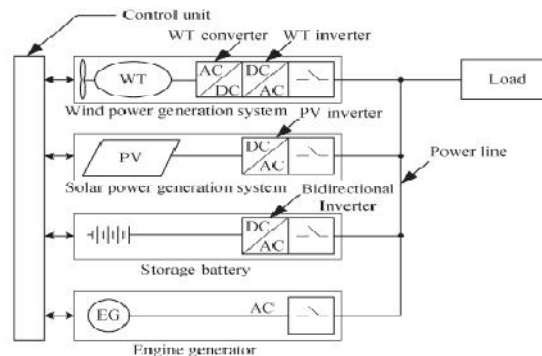 Control unit
WT converter WT inverter
WT AC DC DC AC Load
Wind power generation system
PV inverter
PV DC AC Power line
Solar power generation system
Bidirectional
Inverter
DC AC
Storage battery
EG AC
Engine generator